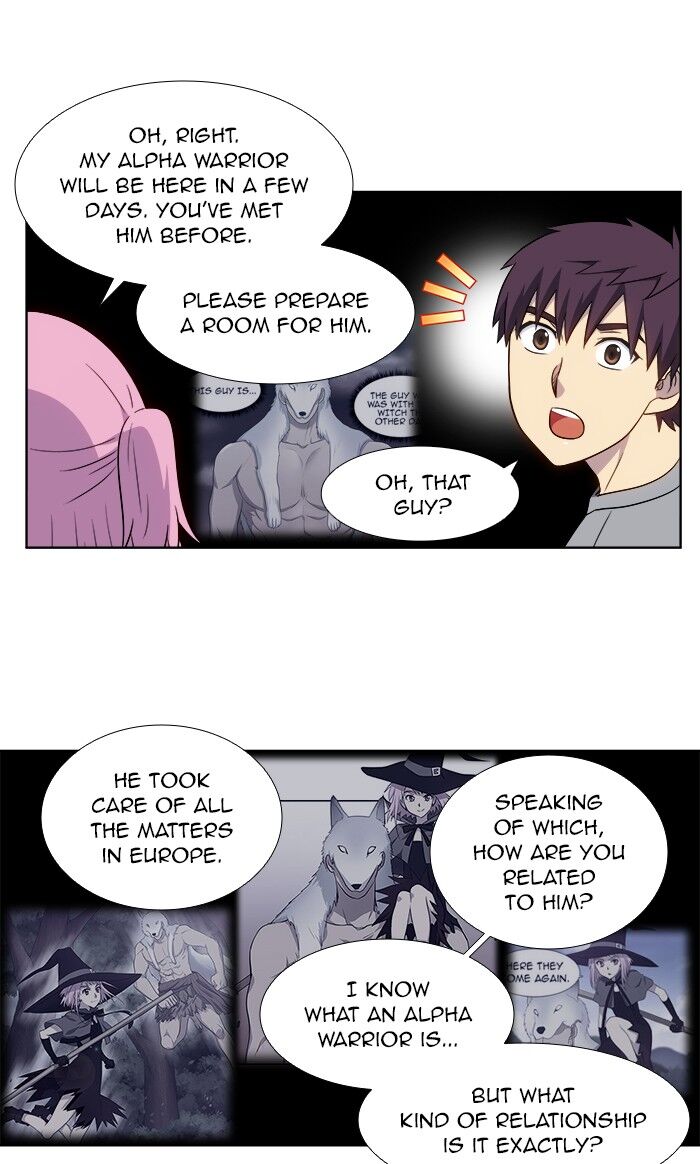 OH, RIGHT.
MY ALPHA WARRIOR
WILL BE HERE IN A FEW
DAYS. YOU'VE MET
HIM BEFORE.
PLEASE PREPARE
A ROOM FOR HIM.
HIS GUY IS...
THE GUY
WAS WITH
WITCH
OTHER
OH, THAT
GUY?
HE TOOK
CARE OF ALL
THE MATTERS
IN EUROPE.
SPEAKING
OF WHICH,
HOW ARE YOU
RELATED
TO HIM?
HERE THEY
COME AGAIN.
I KNOW
WHAT AN ALPHA
WARRIOR IS...
BUT WHAT
KIND OF RELATIONSHIP
IS IT EXACTLY?